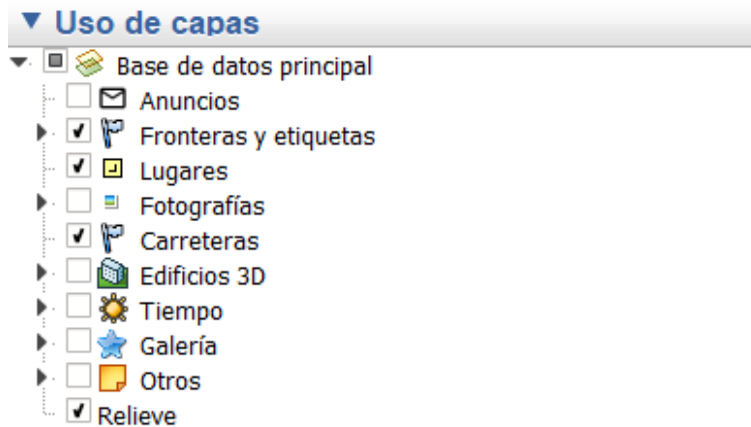 Uso de capas
Base de datos principal
Anuncios
Fronteras y etiquetas
Lugares
Fotografías
Carreteras
Edificios 3D
Tiempo
Galería
Otros
Relieve